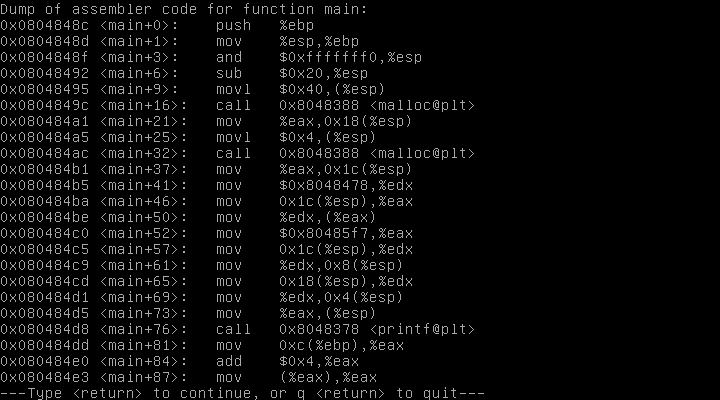 Dump of assembler code for function main:
0x0804848c <main+0>:    push   %ebp
0x0804848d <main+1>:    mov    %esp,%ebp
0x0804848f <main+3>:    and    $0xfffffff0,%esp
0x08048492 <main+6>:    sub    $0x20,%esp
0x08048495 <main+9>:    movl   $0x40,(%esp)
0x0804849c <main+16>:   call   0x8048388 <malloc@plt>
0x080484a1 <main+21>:   mov    %eax,0x18(%esp)
0x080484a5 <main+25>:   movl   $0x4,(%esp)
0x080484ac <main+32>:   call   0x8048388 <malloc@plt>
0x080484b1 <main+37>:   mov    %eax,0x1c(%esp)
0x080484b5 <main+41>:   mov    $0x8048478,%edx
0x080484ba <main+46>:   mov    0x1c(%esp),%eax
0x080484be <main+50>:   mov    %edx,(%eax)
0x080484c0 <main+52>:   mov    $0x80485f7,%eax
0x080484c5 <main+57>:   mov    0x1c(%esp),%edx
0x080484c9 <main+61>:   mov    %edx,0x8(%esp)
0x080484cd <main+65>:   mov    0x18(%esp),%edx
0x080484d1 <main+69>:   mov    %edx,0x4(%esp)
0x080484d5 <main+73>:   mov    %eax,(%esp)
0x080484d8 <main+76>:   call   0x8048378 <printf@plt>
0x080484dd <main+81>:   mov    0xc(%ebp),%eax
0x080484e0 <main+84>:   add    $0x4,%eax
0x080484e3 <main+87>:   mov    (%eax),%eax
---Type <return> to continue, or q <return> to quit---